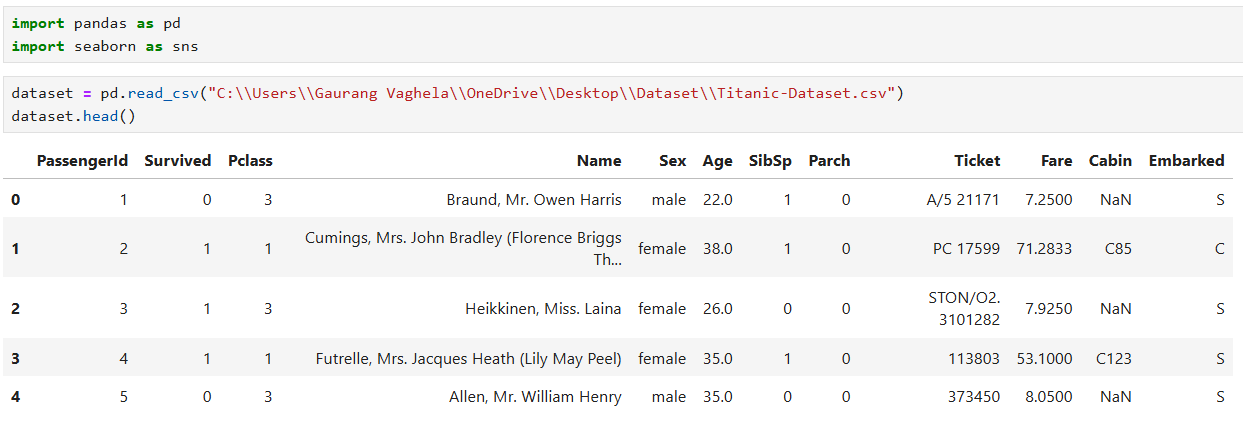 import pandas as pd
import seaborn as sns
dataset = pd.read_csv("C:\\Users\\Gaurang Vaghela\\OneDrive\\Desktop\\Dataset\\Titanic-Dataset.csv")
dataset.head()
PassengerId Survived Pclass Name Sex Age SibSp Parch Ticket Fare Cabin Embarked
0 1 0 3 Braund, Mr. Owen Harris male 22.0 1 0 A/5 21171 7.2500 NaN S
1 2 1 1 Cumings, Mrs. John Bradley (Florence Briggs Th... female 38.0 1 0 PC 17599 71.2833 C85 C
2 3 1 3 Heikkinen, Miss. Laina female 26.0 0 0 STON/O2. 3101282 7.9250 NaN S
3 4 1 1 Futrelle, Mrs. Jacques Heath (Lily May Peel) female 35.0 1 0 113803 53.1000 C123 S
4 5 0 3 Allen, Mr. William Henry male 35.0 0 0 373450 8.0500 NaN S